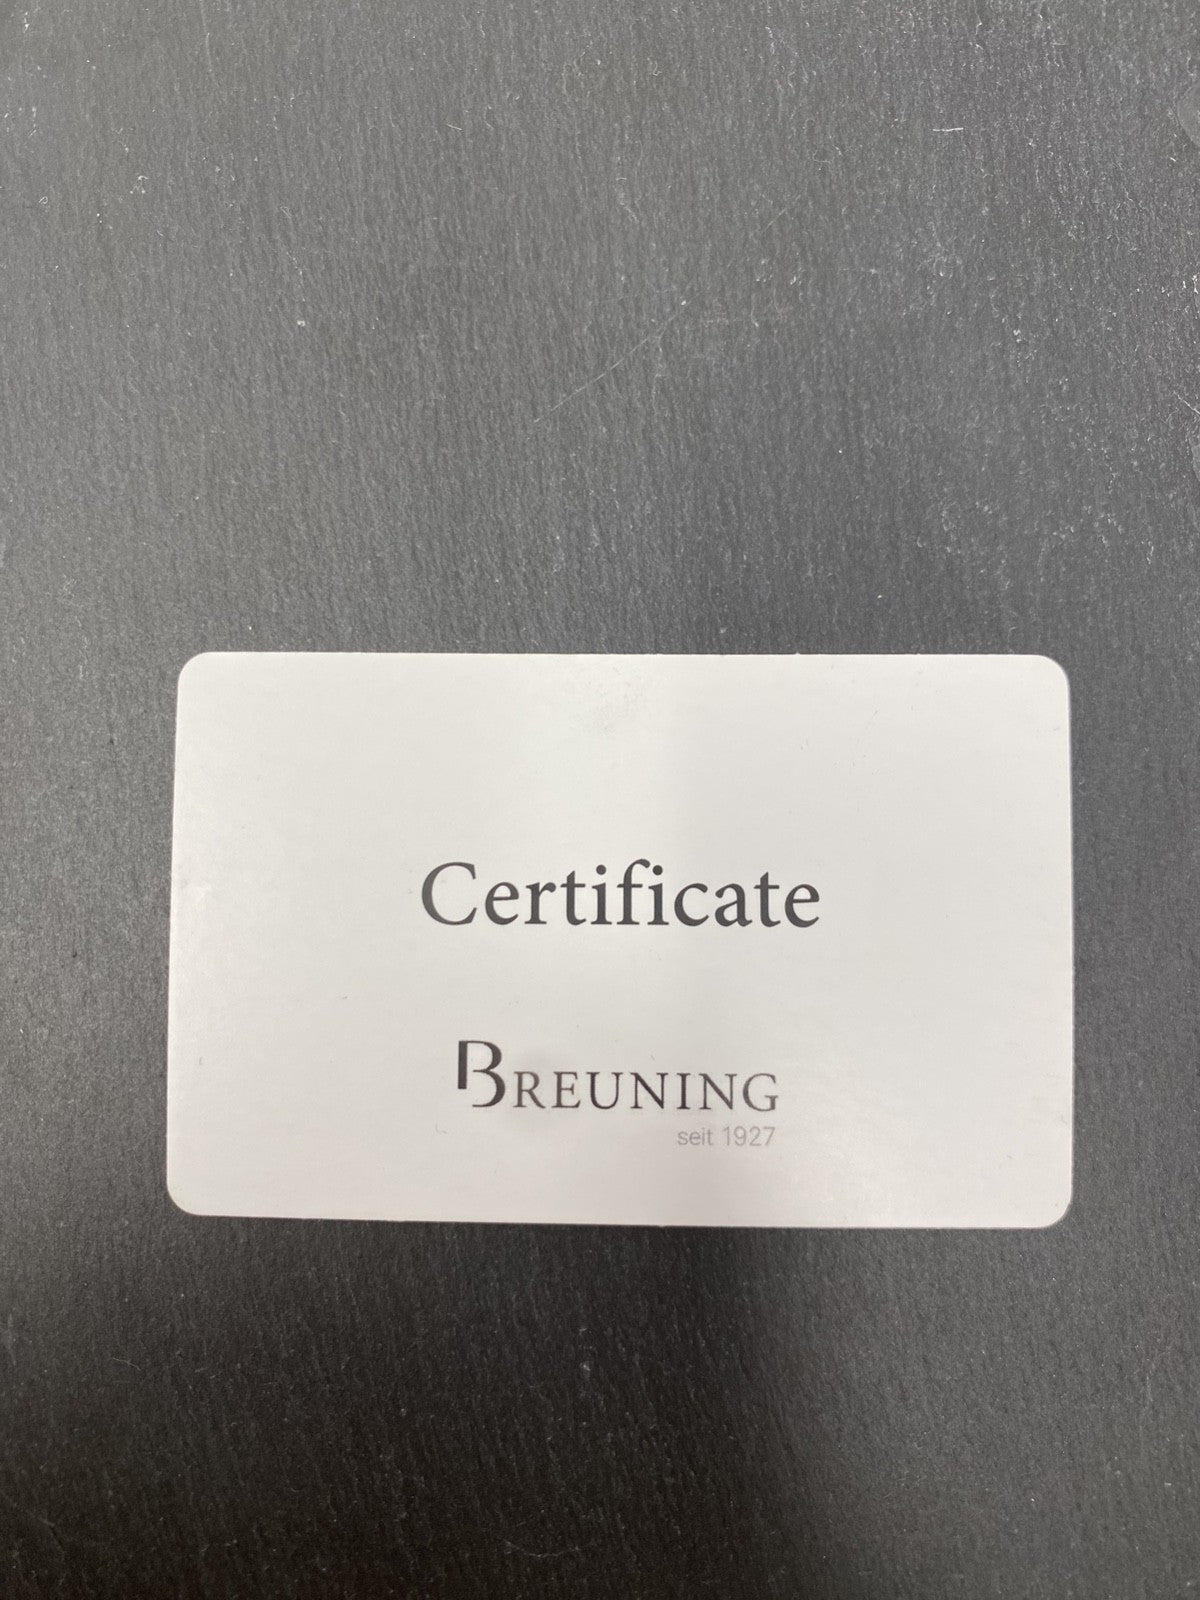 Certificate
BREUNING
seit 1927